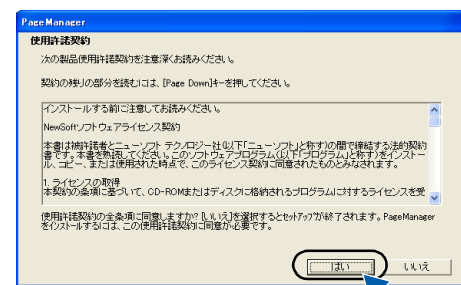 PageManager
使用許諾契約
次の製品使用許諾契約を注意深くお読みください。
契約の残りの部分を読むには、[Page Down]キーを押してください。
インストールする前に注意してお読みください。
NewSoftソフトウェアライセンス契約
本書は被許諾者とニューソフト テクノロジー社(以下「ニューソフト」と称す)の間で締結する法的契約
書です。本書を熟読してください。このソフトウェアプログラム(以下「プログラム」と称す)をインストー
ル、コピー、または使用された時点で、このライセンス契約に同意されたものとみなされます。
1. ライセンスの取得
本契約の条項に基づいて、CD-ROMまたはディスクに格納されるプログラムに対するライセンスを受
使用許諾契約の全条項に同意しますか? [いいえ]を選択するとセットアップが終了されます。PageManager
をインストールするには、この使用許諾契約に同意が必要です。
はい
いいえ